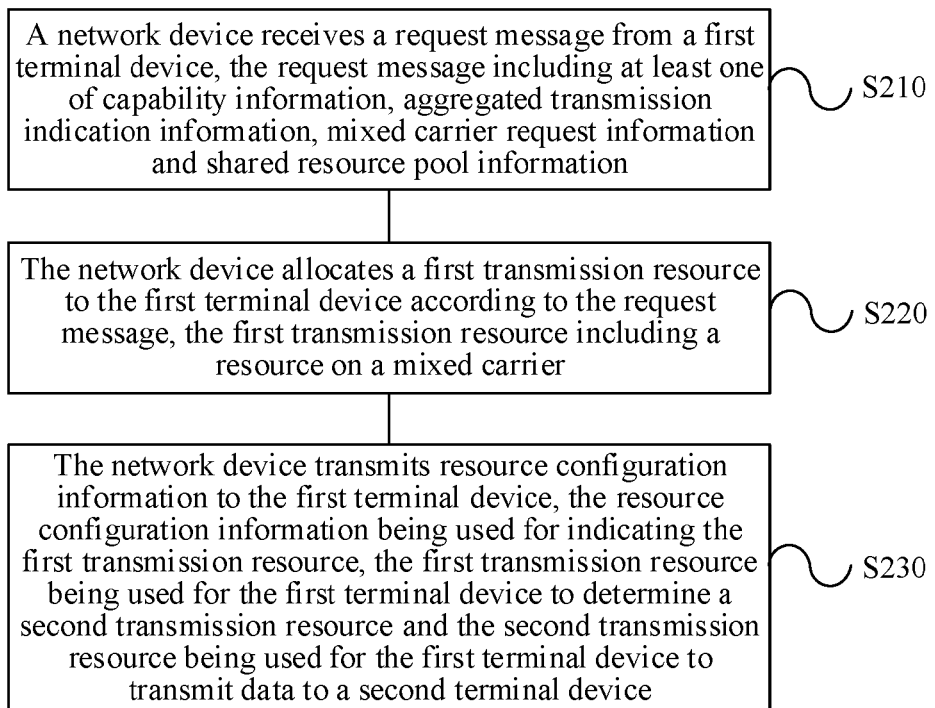 A network device receives a request message from a first
terminal device, the request message including at least one
of capability information, aggregated transmission
indication information, mixed carrier request information
and shared resource pool information
S210
The network device allocates a first transmission resource
to the first terminal device according to the request
message, the first transmission resource including a
resource on a mixed carrier
S220
The network device transmits resource configuration
information to the first terminal device, the resource
configuration information being used for indicating the
first transmission resource, the first transmission resource
being used for the first terminal device to determine a
second transmission resource and the second transmission
resource being used for the first terminal device to
transmit data to a second terminal device
S230